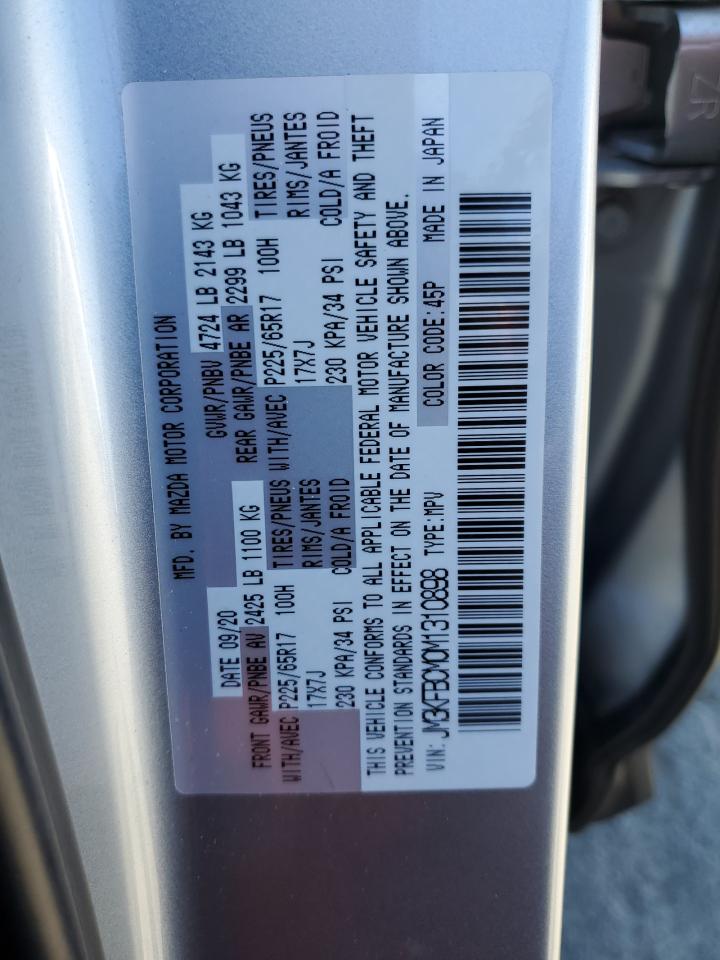 MFD. BY MAZDA MOTOR CORPORATION
DATE 09/20 GVWR/PNBV 4724 LB 2143 KG
FRONT GAWR/PNBE AV 2425 LB 1100 KG REAR GAWR/PNBE AR 2299 LB 1043 KG
WITH/AVEC P225/65R17 100H TIRES/PNEUS WITH/AVEC P225/65R17 100H TIRES/PNEUS
17X7J RIMS/JANTES 17X7J RIMS/JANTES
230 KPA/34 PSI COLD/A FROID 230 KPA/34 PSI COLD/A FROID
THIS VEHICLE CONFORMS TO ALL APPLICABLE FEDERAL MOTOR VEHICLE SAFETY AND THEFT
PREVENTION STANDARDS IN EFFECT ON THE DATE OF MANUFACTURE SHOWN ABOVE.
VIN: JM3KFBCM0M1310898 TYPE:MPV COLOR CODE:45P MADE IN JAPAN